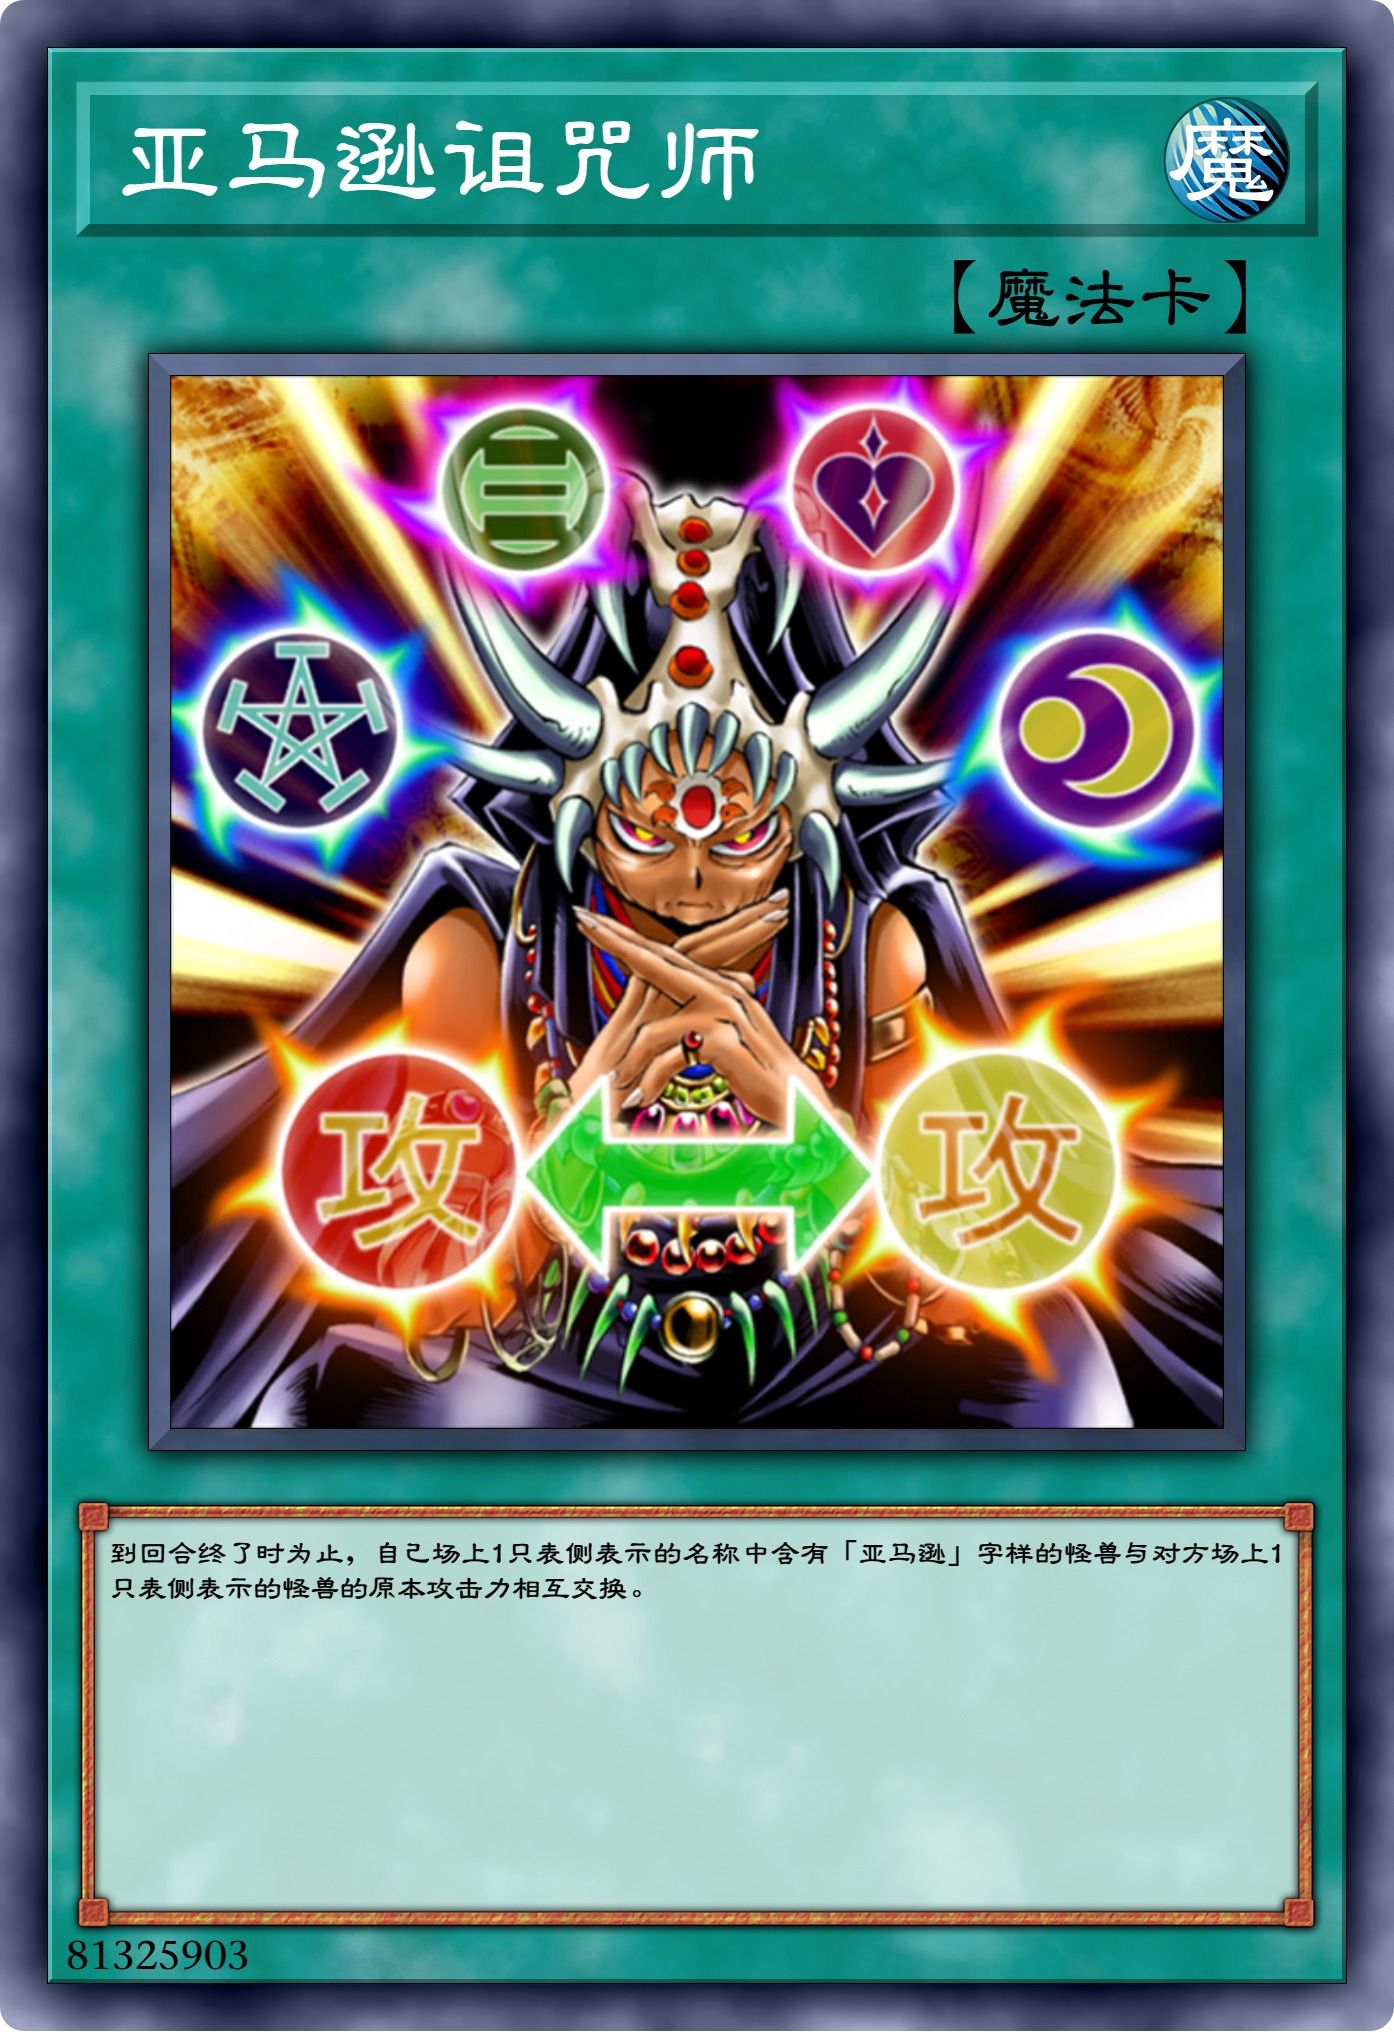 亚马逊诅咒师
魔
【魔法卡】
攻
攻
到回合终了时为止，自己场上1只表侧表示的名称中含有「亚马逊」字样的怪兽与对方场上1
只表侧表示的怪兽的原本攻击力相互交换。
81325903